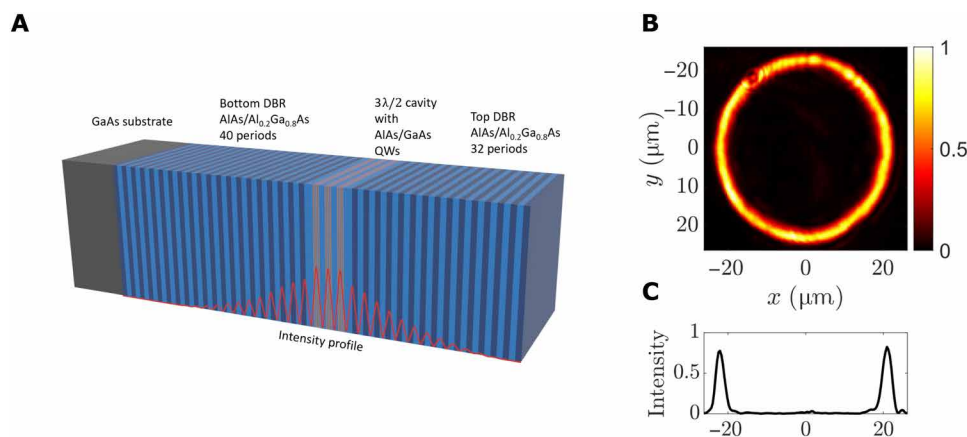 A
GaAs substrate
Bottom DBR
AlAs/Al₀.₂Ga₀.₈As
40 periods
3λ/2 cavity
with
AlAs/GaAs
QWs
Top DBR
AlAs/Al₀.₂Ga₀.₈As
32 periods
Intensity profile
B
y (μm)
−20
−10
0
10
20
−20 0 20
x (μm)
1
0.5
0
C
Intensity
1
0.5
0
−20 0 20